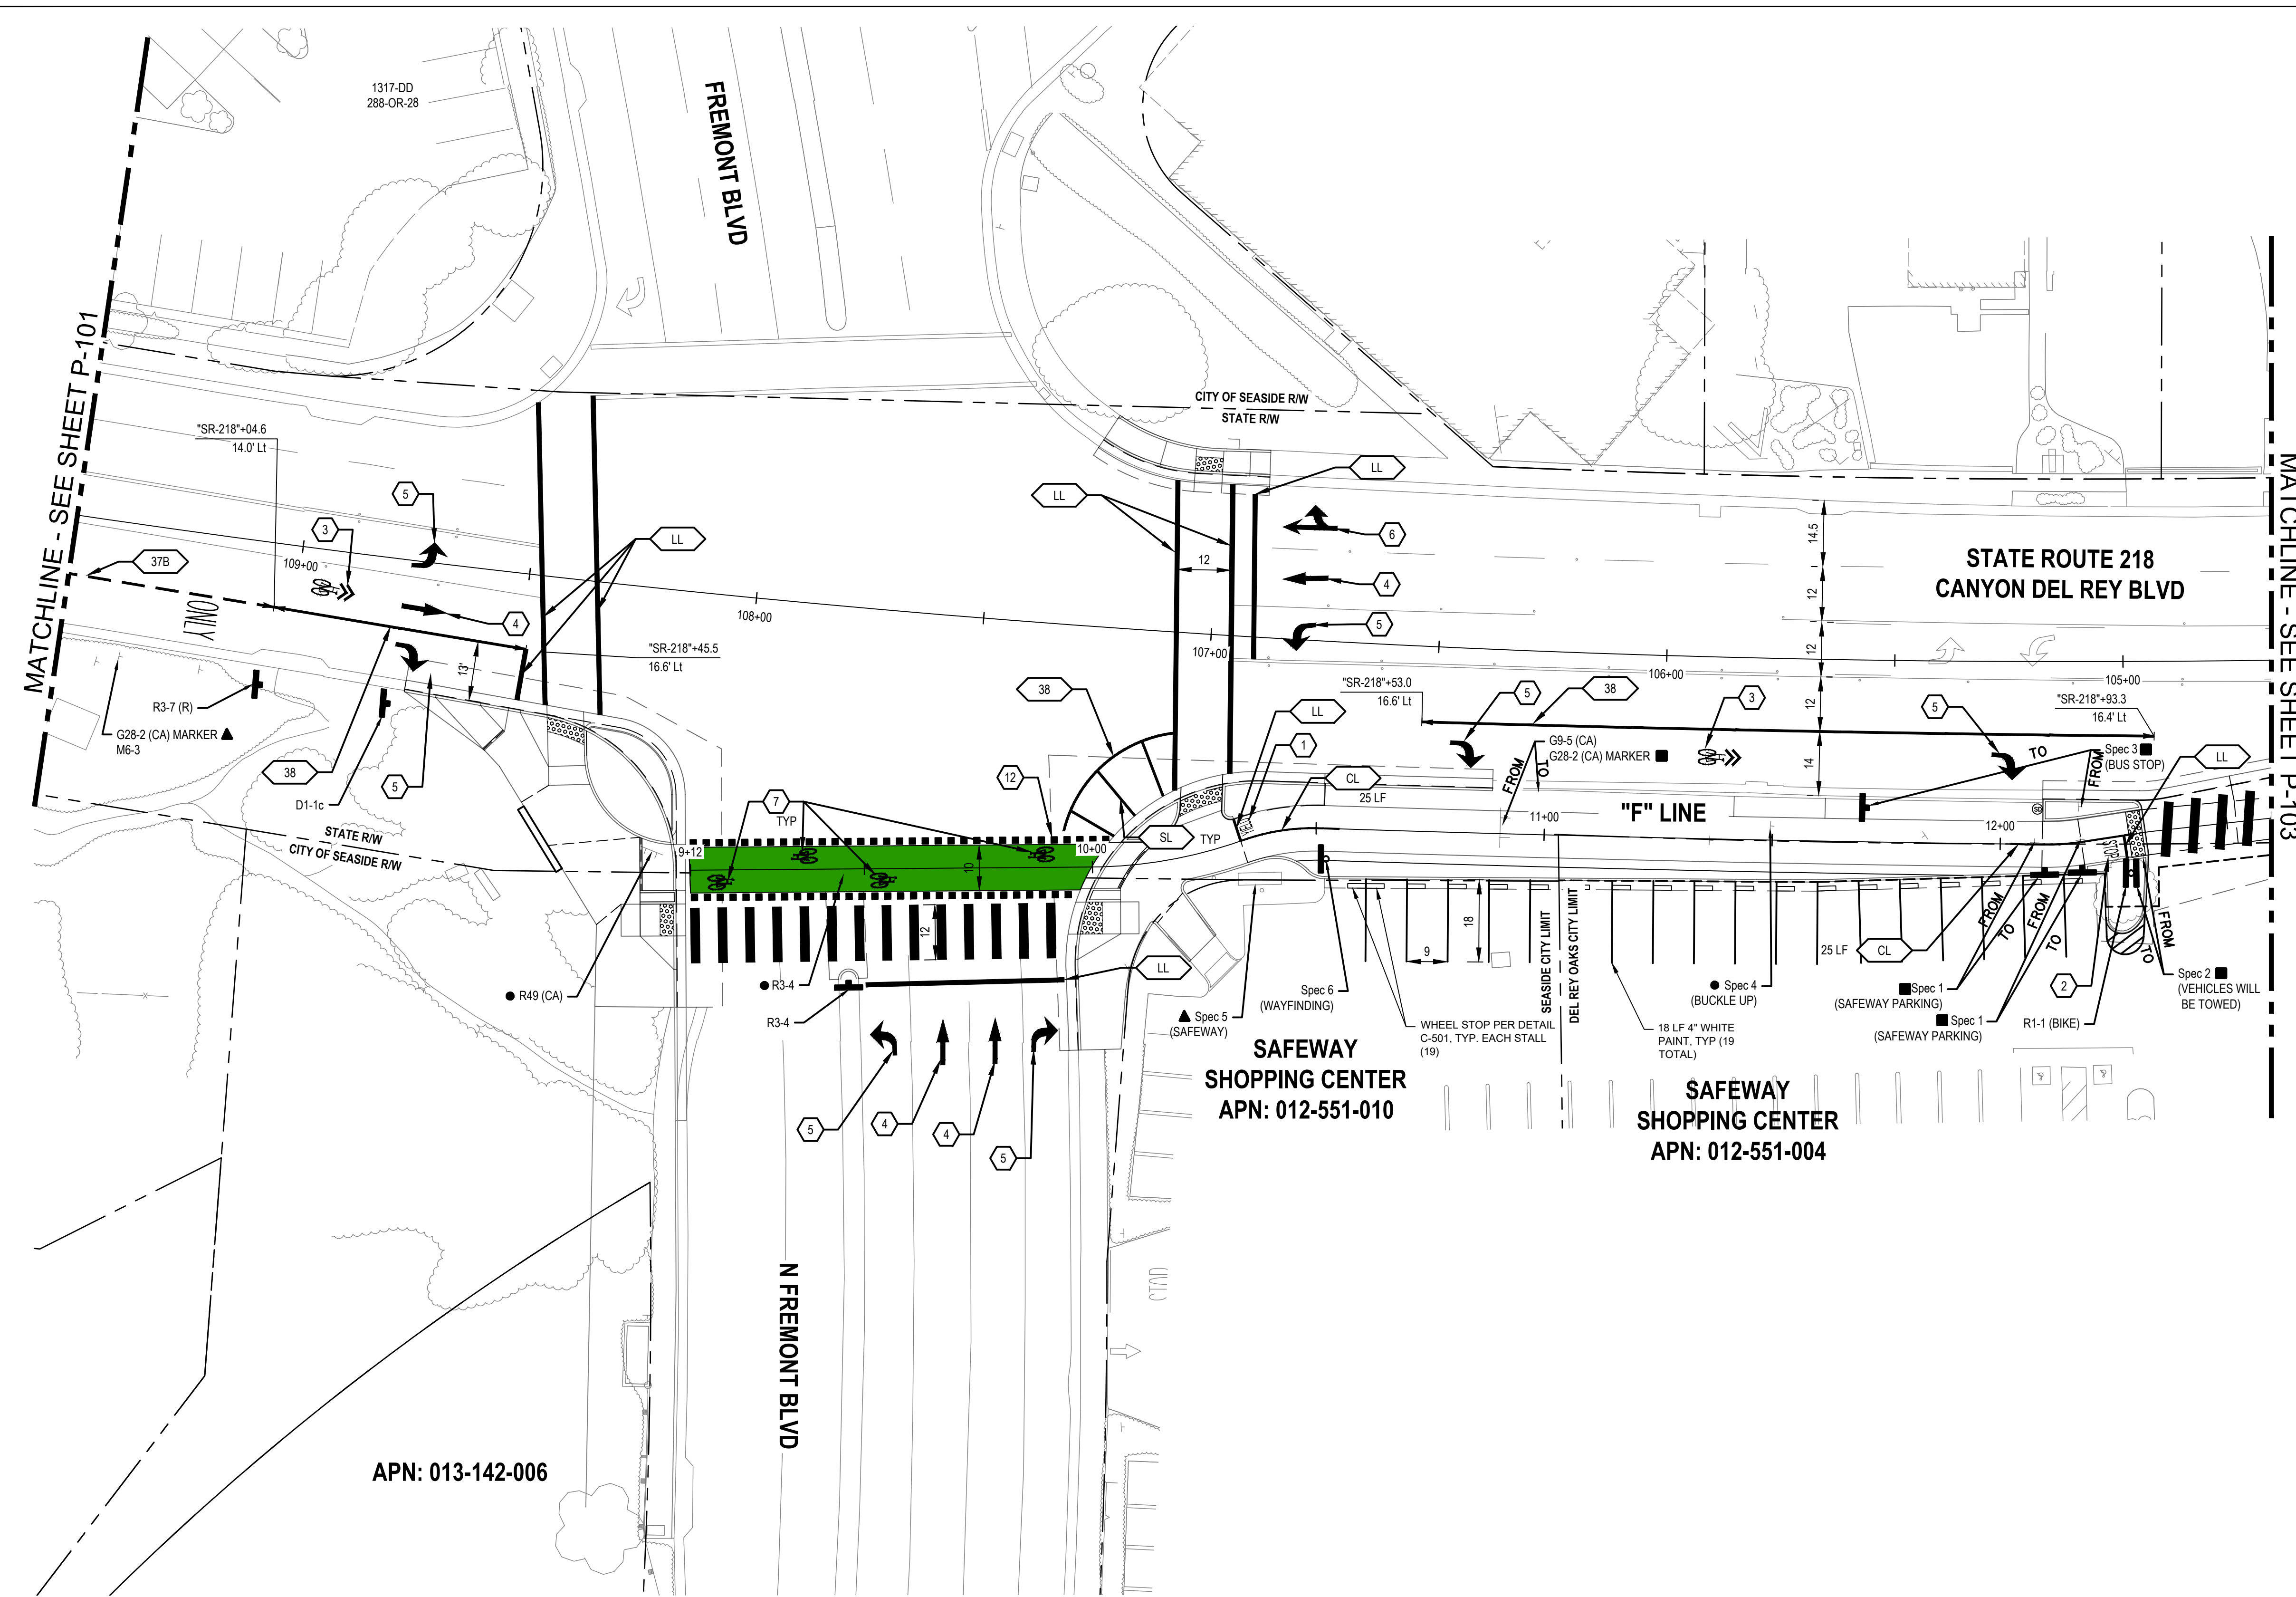 1317-DD
288-OR-28
FREMONT BLVD
MATCHLINE - SEE SHEET P-101
CITY OF SEASIDE R/W
STATE R/W
"SR-218"+04.6
14.0' Lt
5
3
37B
109+00
ONLY
4
LL
108+00
"SR-218"+45.5
16.6' Lt
13'
R3-7 (R)
G28-2 (CA) MARKER
M6-3
38
D1-1c
5
STATE R/W
CITY OF SEASIDE R/W
LL
LL
12
6
4
5
107+00
14.5
12
12
12
14
STATE ROUTE 218
CANYON DEL REY BLVD
MATCHLINE - SEE SHEET P-103
106+00
105+00
38
"SR-218"+53.0
16.6' Lt
5
38
3
5
"SR-218"+93.3
16.4' Lt
LL
1
CL
25 LF
G9-5 (CA)
G28-2 (CA) MARKER
FROM
TO
TO
FROM
Spec 3
(BUS STOP)
LL
12
7
TYP
SL
TYP
11+00
"F" LINE
12+00
SD
STOP
9+12
10+00
10
12
R49 (CA)
R3-4
R3-4
LL
Spec 5
(SAFEWAY)
Spec 6
(WAYFINDING)
9
18
WHEEL STOP PER DETAIL
C-501, TYP. EACH STALL
(19)
SEASIDE CITY LIMIT
DEL REY OAKS CITY LIMIT
18 LF 4" WHITE
PAINT, TYP (19
TOTAL)
Spec 4
(BUCKLE UP)
25 LF
CL
FROM
TO
FROM
TO
FROM
TO
Spec 1
(SAFEWAY PARKING)
Spec 1
(SAFEWAY PARKING)
2
R1-1 (BIKE)
Spec 2
(VEHICLES WILL
BE TOWED)
5
4
4
5
SAFEWAY
SHOPPING CENTER
APN: 012-551-010
SAFEWAY
SHOPPING CENTER
APN: 012-551-004
N FREMONT BLVD
APN: 013-142-006